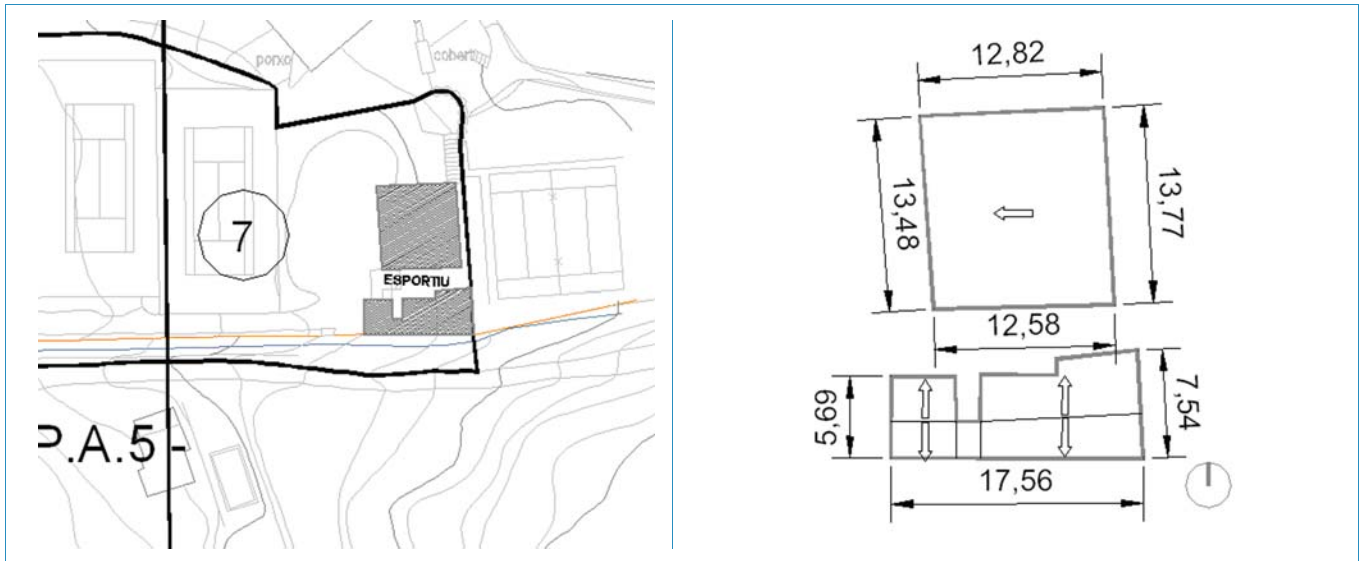 porxo
cobert
7
ESPORTIU
P.A.5 -
12,82
13,48
13,77
12,58
5,69
7,54
17,56